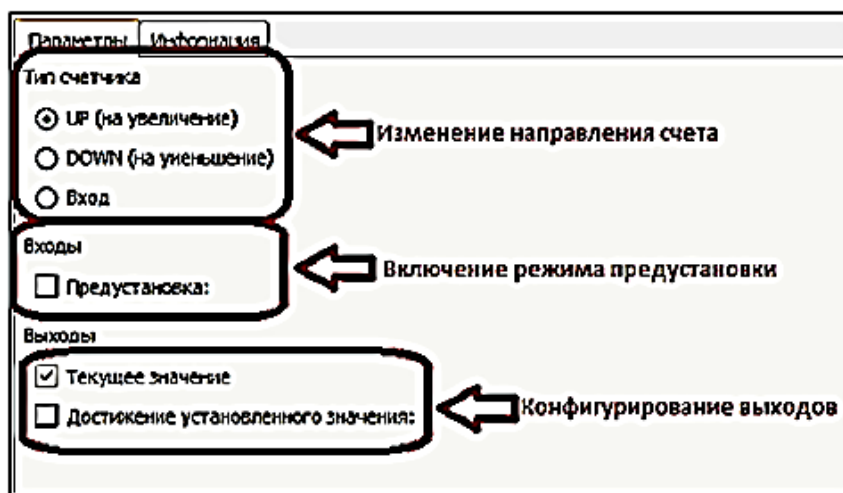 Параметры Информация
Тип счетчика
UP (на увеличение)
DOWN (на уменьшение)
Вход
Изменение направления счета
Входы
Предустановка:
Включение режима предустановки
Выходы
Текущее значение
Достижение установленного значения:
Конфигурирование выходов